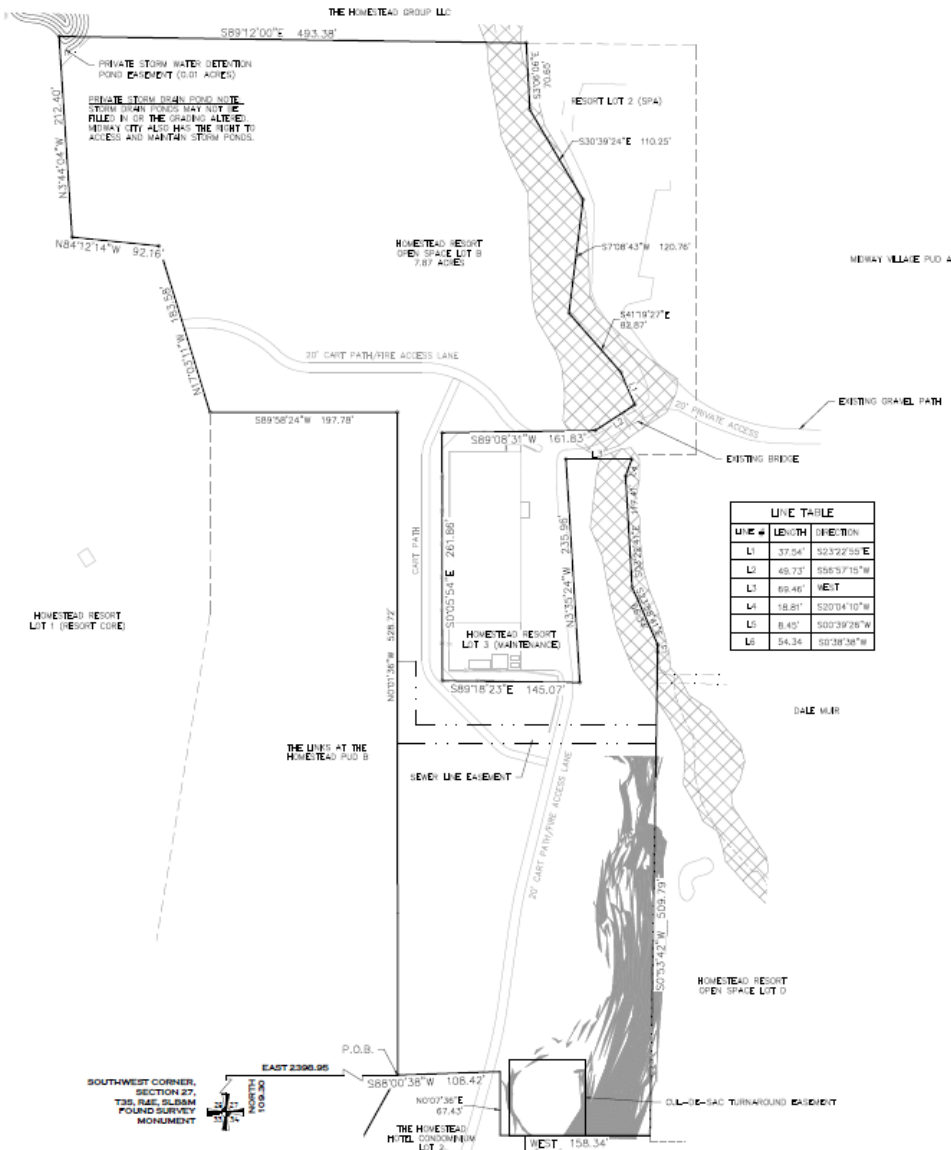 THE HOMESTEAD GROUP LLC
S89°12'00"E 493.38'
PRIVATE STORM WATER DETENTION
POND EASEMENT (0.01 ACRES)
PRIVATE STORM DRAIN POND NOTE
STORM DRAIN PONDS MAY NOT BE
FILLED IN OR THE GRADING ALTERED.
MIDWAY CITY ALSO HAS THE RIGHT TO
ACCESS AND MAINTAIN STORM PONDS.
N3°44'04"W 212.40'
S3°06'06"E
70.65'
RESORT LOT 2 (SPA)
S30°39'24"E 110.25'
N84°12'14"W 92.16'
HOMESTEAD RESORT
OPEN SPACE LOT B
7.87 ACRES
S7°08'43"W 120.76'
MIDWAY VILLAGE PUD A
N17°03'11"W 183.58'
S41°19'27"E
82.87'
20' CART PATH/FIRE ACCESS LANE
L1
L2
20' PRIVATE ACCESS
EXISTING GRAVEL PATH
S89°58'24"W 197.78'
S89°08'31"W 161.83'
L3
EXISTING BRIDGE
L4
CART PATH
S0°05'54"E 261.86'
N3°35'24"W 235.96'
LINE TABLE
LINE # LENGTH DIRECTION
L1 37.54' S23°22'55"E
L2 49.73' S56°57'15"W
L3 69.46' WEST
L4 18.81' S20°04'10"W
L5 8.45' S00°39'26"W
L6 54.34 S0°38'38"W
HOMESTEAD RESORT
LOT 1 (RESORT CORE)
HOMESTEAD RESORT
LOT 3 (MAINTENANCE)
N0°01'36"W 528.72'
S89°18'23"E 145.07'
DALE MUIR
THE LINKS AT THE
HOMESTEAD PUD B
SEWER LINE EASEMENT
20' CART PATH/FIRE ACCESS LANE
S0°53'42"W 509.79'
HOMESTEAD RESORT
OPEN SPACE LOT D
P.O.B.
EAST 2398.95
S88°00'38"W 108.42'
SOUTHWEST CORNER,
SECTION 27,
T3S, R4E, SLB&M
FOUND SURVEY
MONUMENT
NORTH
109.30
N0°07'36"E
67.43'
CUL-DE-SAC TURNAROUND EASEMENT
THE HOMESTEAD
HOTEL CONDOMINIUM
LOT 2
WEST 158.34'